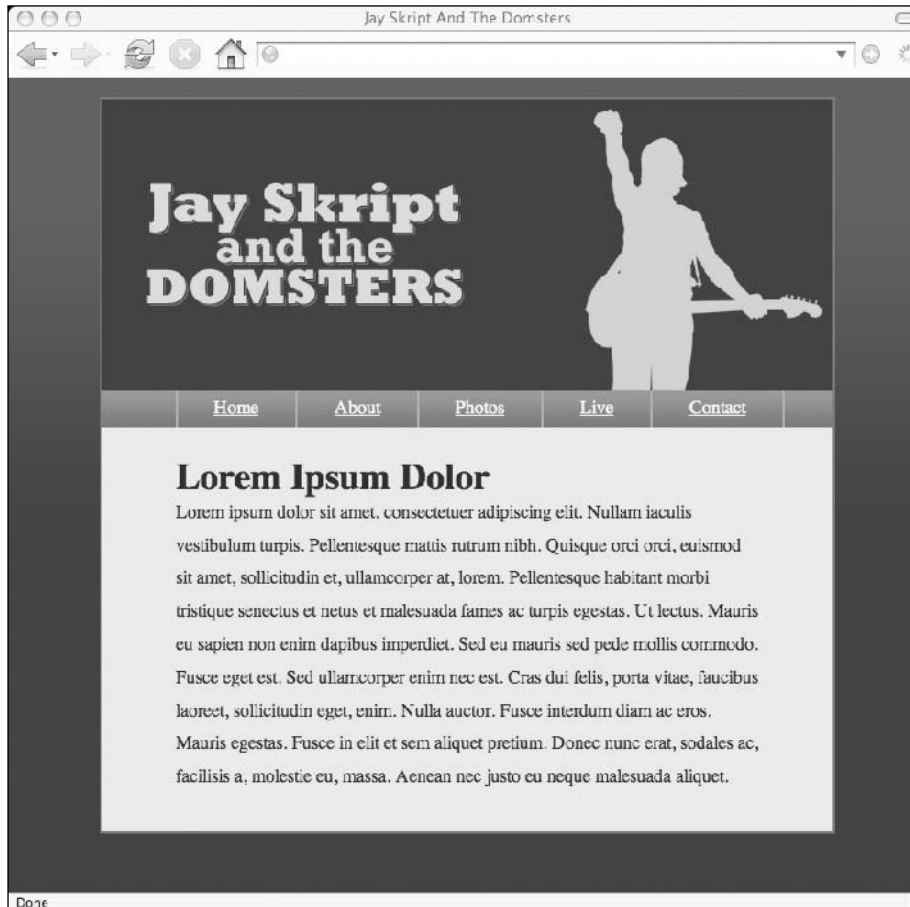 Jay Skript And The Domsters
Jay Skript
and the
DOMSTERS
Home About Photos Live Contact
Lorem Ipsum Dolor
Lorem ipsum dolor sit amet, consectetuer adipiscing elit. Nullam iaculis
vestibulum turpis. Pellentesque mattis rutrum nibh. Quisque orci orci, euismod
sit amet, sollicitudin et, ullamcorper at, lorem. Pellentesque habitant morbi
tristique senectus et netus et malesuada fames ac turpis egestas. Ut lectus. Mauris
eu sapien non enim dapibus imperdiet. Sed eu mauris sed pede mollis commodo.
Fusce eget est. Sed ullamcorper enim nec est. Cras dui felis, porta vitae, faucibus
laoreet, sollicitudin eget, enim. Nulla auctor. Fusce interdum diam ac eros.
Mauris egestas. Fusce in elit et sem aliquet pretium. Donec nunc erat, sodales ac,
facilisis a, molestie eu, massa. Aenean nec justo eu neque malesuada aliquet.
Done